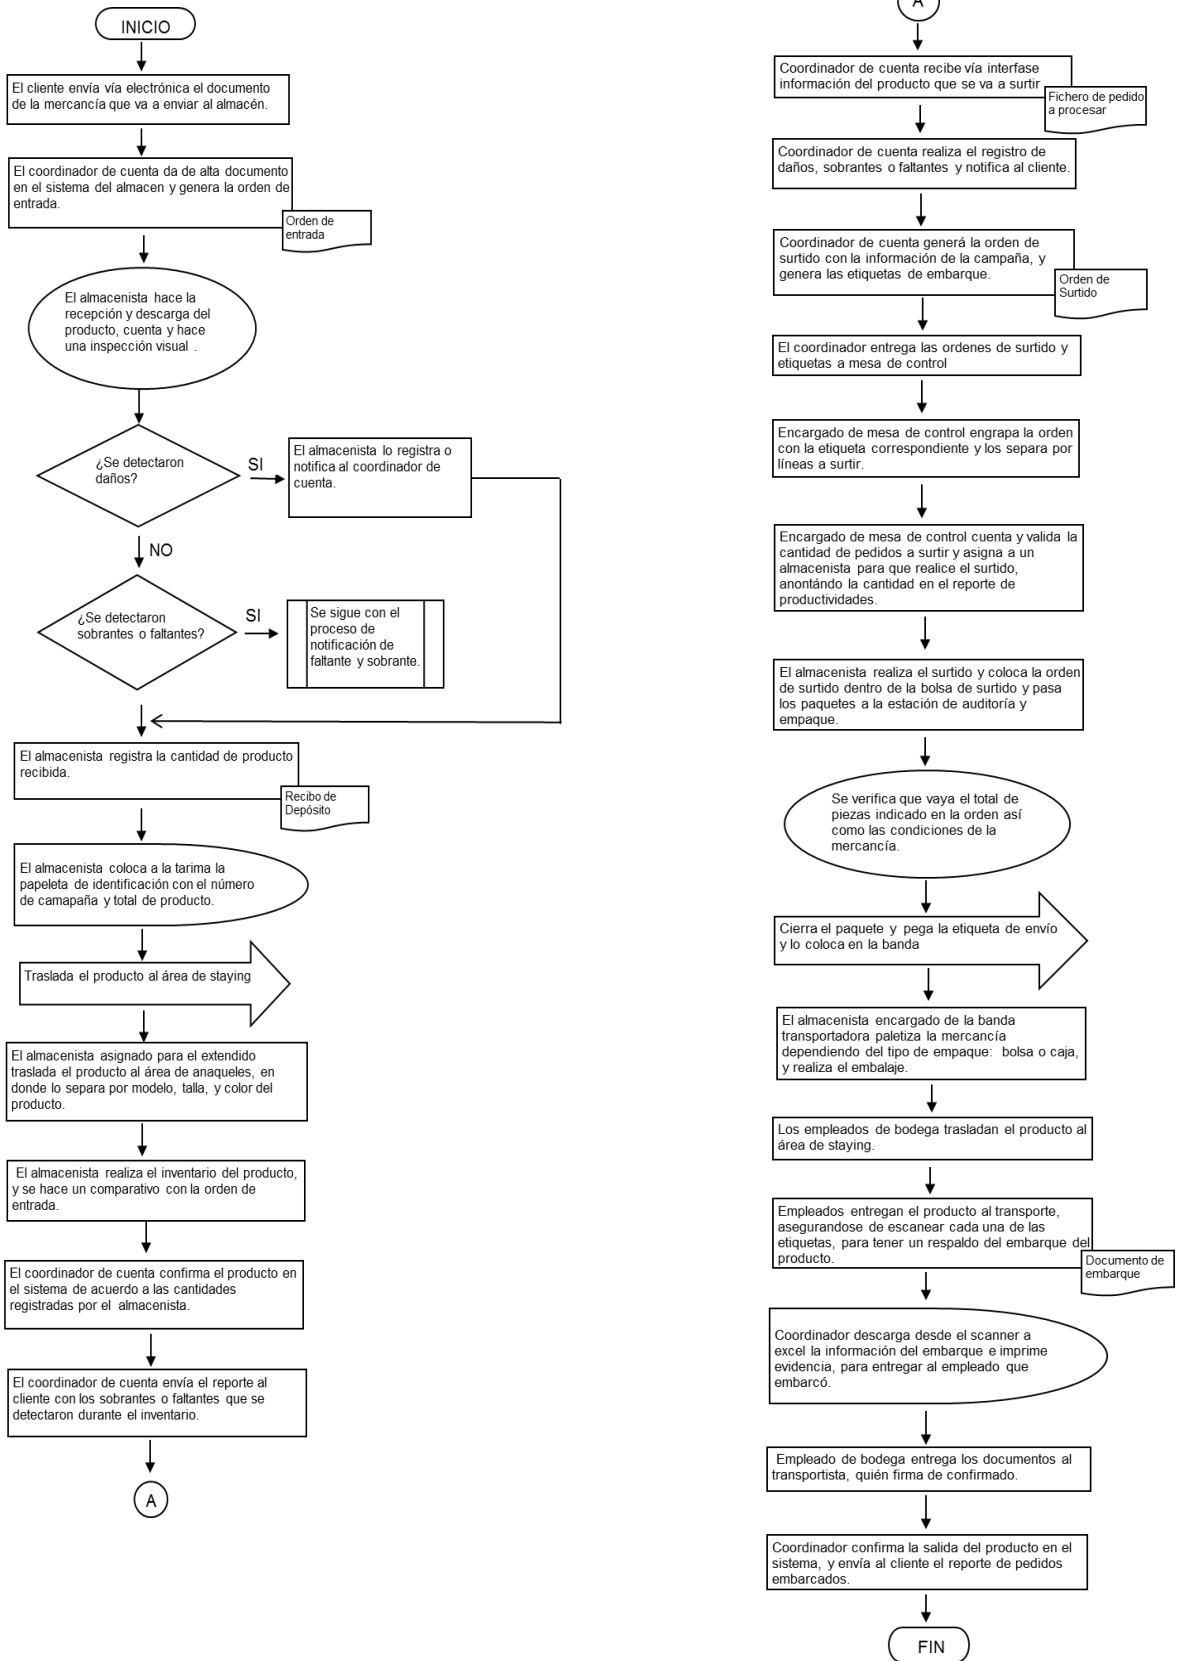 INICIO
El cliente envía vía electrónica el documento
de la mercancía que va a enviar al almacén.
El coordinador de cuenta da de alta documento
en el sistema del almacen y genera la orden de
entrada.
Orden de
entrada
El almacenista hace la
recepción y descarga del
producto, cuenta y hace
una inspección visual .
¿Se detectaron
daños?
SI
El almacenista lo registra o
notifica al coordinador de
cuenta.
NO
¿Se detectaron
sobrantes o faltantes?
SI
Se sigue con el
proceso de
notificación de
faltante y sobrante.
El almacenista registra la cantidad de producto
recibida.
Recibo de
Depósito
El almacenista coloca a la tarima la
papeleta de identificación con el número
de camapaña y total de producto.
Traslada el producto al área de staying
El almacenista asignado para el extendido
traslada el producto al área de anaqueles, en
donde lo separa por modelo, talla, y color del
producto.
El almacenista realiza el inventario del producto,
y se hace un comparativo con la orden de
entrada.
El coordinador de cuenta confirma el producto en
el sistema de acuerdo a las cantidades
registradas por el almacenista.
El coordinador de cuenta envía el reporte al
cliente con los sobrantes o faltantes que se
detectaron durante el inventario.
A
A
Coordinador de cuenta recibe vía interfase
información del producto que se va a surtir
Fichero de pedido
a procesar
Coordinador de cuenta realiza el registro de
daños, sobrantes o faltantes y notifica al cliente.
Coordinador de cuenta generá la orden de
surtido con la información de la campaña, y
genera las etiquetas de embarque.
Orden de
Surtido
El coordinador entrega las ordenes de surtido y
etiquetas a mesa de control
Encargado de mesa de control engrapa la orden
con la etiqueta correspondiente y los separa por
líneas a surtir.
Encargado de mesa de control cuenta y valida la
cantidad de pedidos a surtir y asigna a un
almacenista para que realice el surtido,
anontándo la cantidad en el reporte de
productividades.
El almacenista realiza el surtido y coloca la orden
de surtido dentro de la bolsa de surtido y pasa
los paquetes a la estación de auditoría y
empaque.
Se verifica que vaya el total de
piezas indicado en la orden así
como las condiciones de la
mercancía.
Cierra el paquete y pega la etiqueta de envío
y lo coloca en la banda
El almacenista encargado de la banda
transportadora paletiza la mercancía
dependiendo del tipo de empaque: bolsa o caja,
y realiza el embalaje.
Los empleados de bodega trasladan el producto al
área de staying.
Empleados entregan el producto al transporte,
asegurandose de escanear cada una de las
etiquetas, para tener un respaldo del embarque del
producto.
Documento de
embarque
Coordinador descarga desde el scanner a
excel la información del embarque e imprime
evidencia, para entregar al empleado que
embarcó.
Empleado de bodega entrega los documentos al
transportista, quién firma de confirmado.
Coordinador confirma la salida del producto en el
sistema, y envía al cliente el reporte de pedidos
embarcados.
FIN